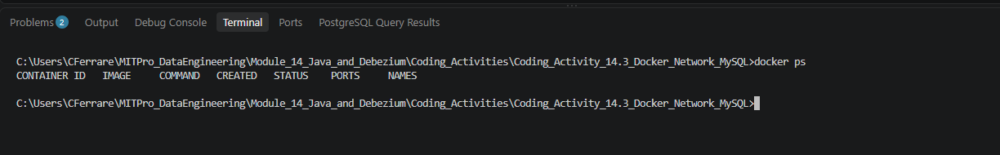 Problems 2 Output Debug Console Terminal Ports PostgreSQL Query Results
C:\Users\CFerrare\MITPro_DataEngineering\Module_14_Java_and_Debezium\Coding_Activities\Coding_Activity_14.3_Docker_Network_MySQL>docker ps
CONTAINER ID   IMAGE     COMMAND   CREATED   STATUS    PORTS     NAMES
C:\Users\CFerrare\MITPro_DataEngineering\Module_14_Java_and_Debezium\Coding_Activities\Coding_Activity_14.3_Docker_Network_MySQL>